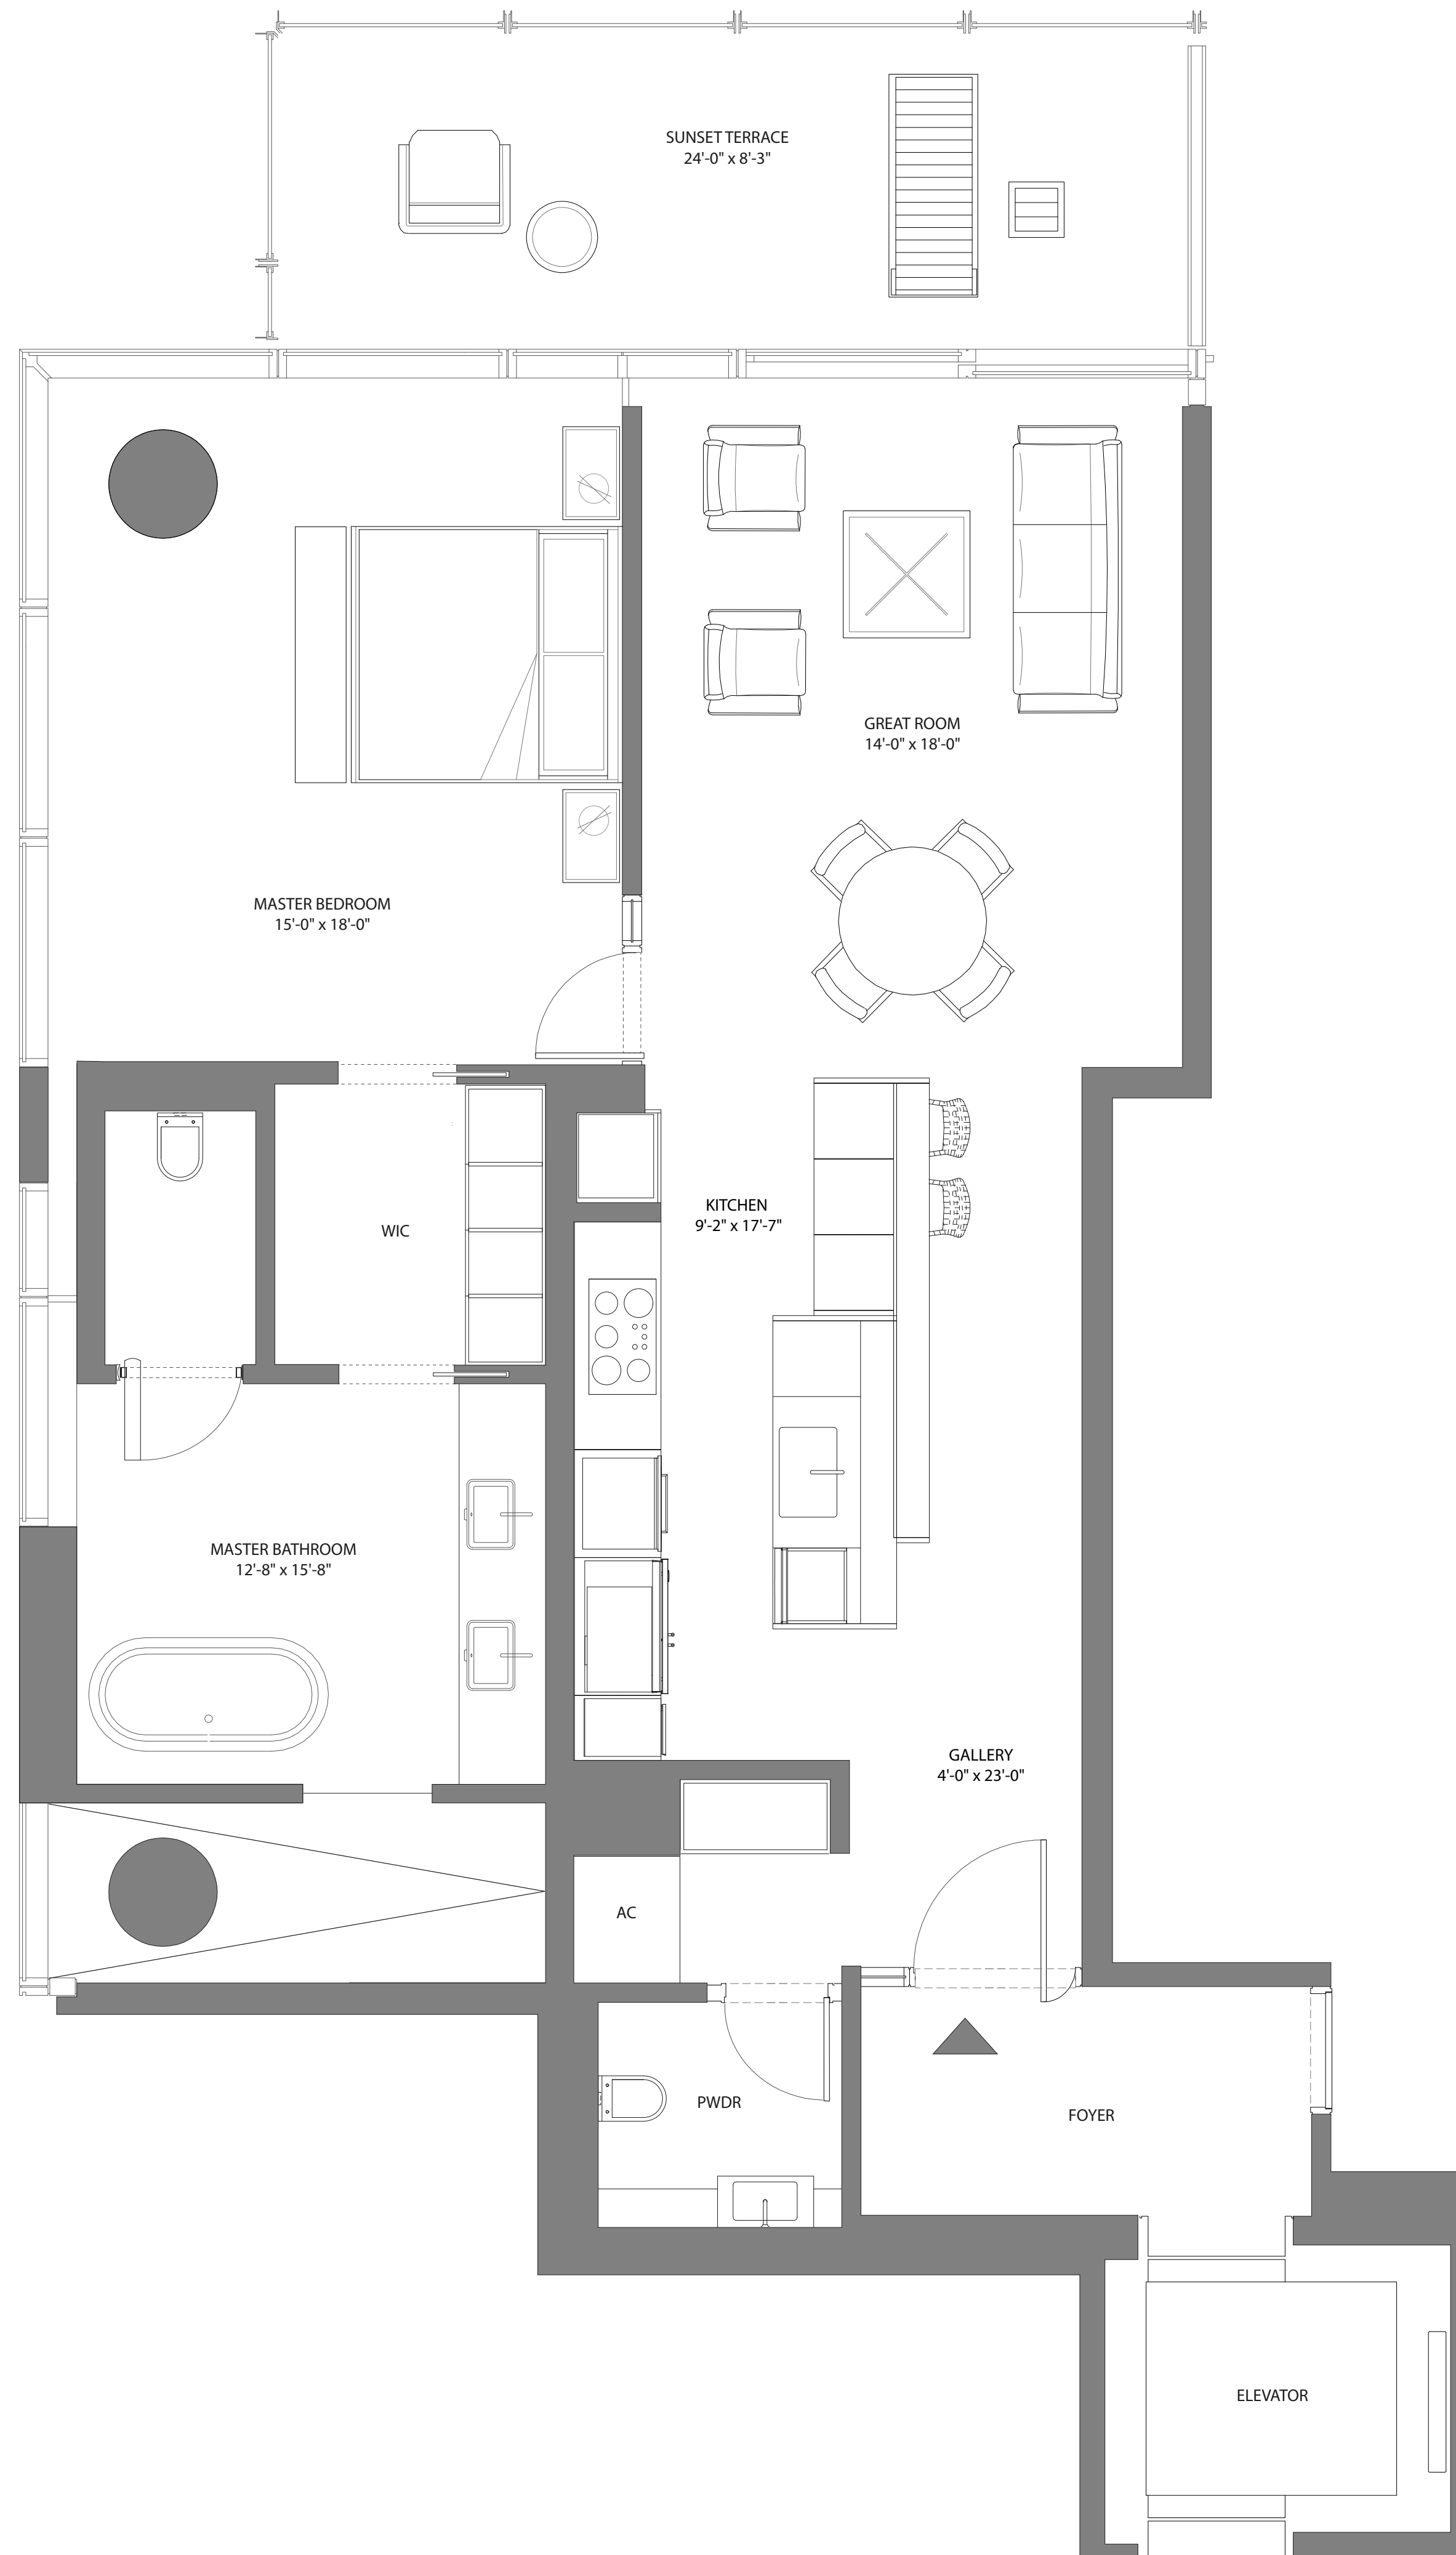 SUNSET TERRACE
24'-0" x 8'-3"
GREAT ROOM
14'-0" x 18'-0"
MASTER BEDROOM
15'-0" x 18'-0"
KITCHEN
9'-2" x 17'-7"
WIC
MASTER BATHROOM
12'-8" x 15'-8"
GALLERY
4'-0" x 23'-0"
AC
PWDR
FOYER
ELEVATOR